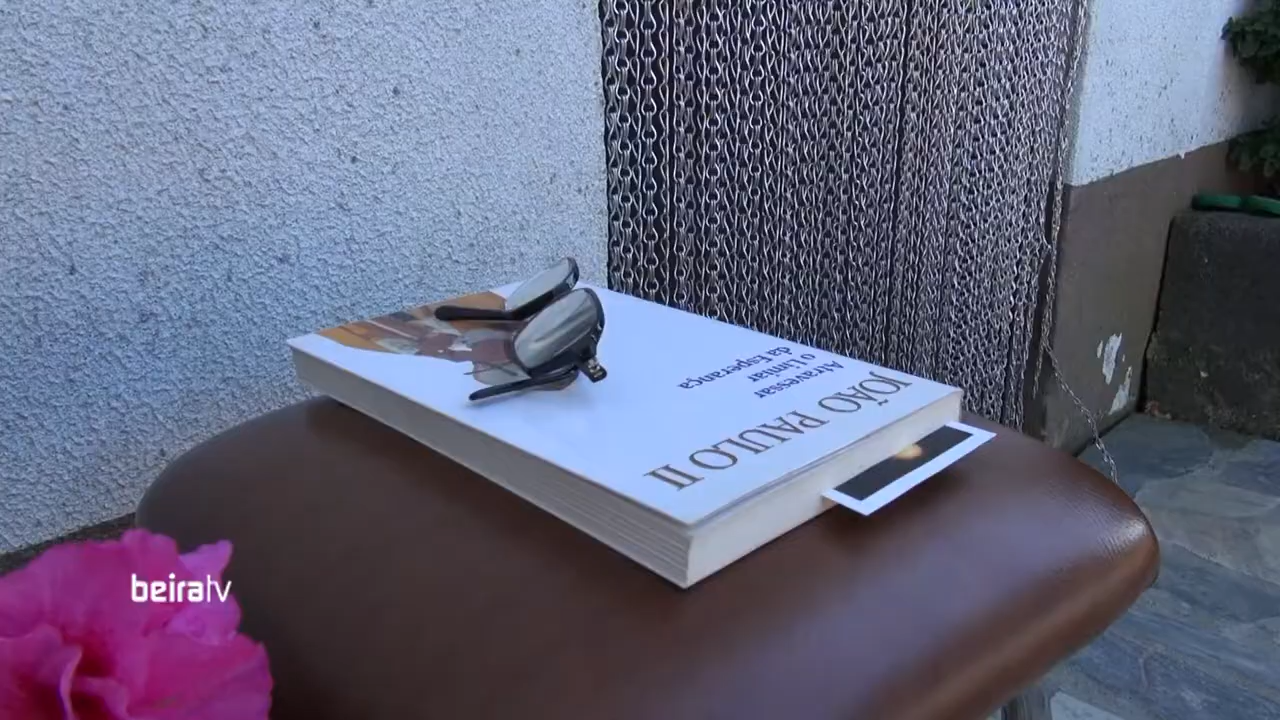 JOÃO PAULO II
Atravessar
o Limiar
da Esperança
beiratv